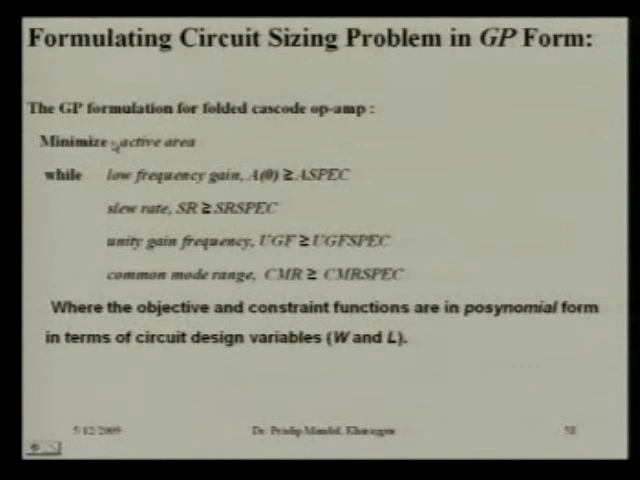 Formulating Circuit Sizing Problem in GP Form:
The GP formulation for folded cascode op-amp :
Minimize active area
while low frequency gain, A(0) ≥ ASPEC
slew rate, SR ≥ SRSPEC
unity gain frequency, UGF ≥ UGFSPEC
common mode range, CMR ≥ CMRSPEC
Where the objective and constraint functions are in posynomial form
in terms of circuit design variables (W and L).
5/12/2009 Dr. Pradip Mandal, Kharagpur